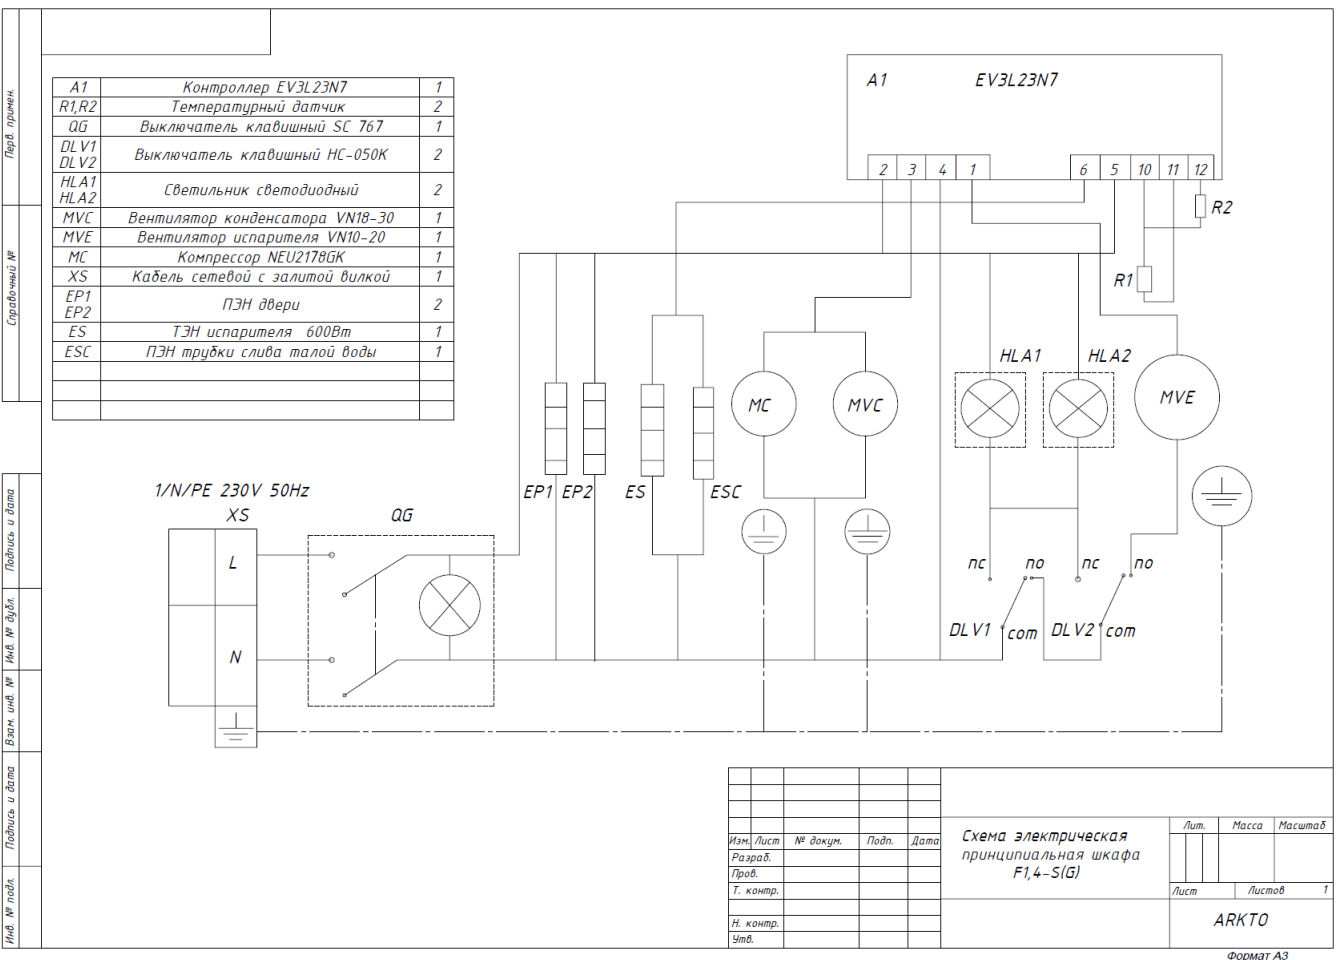 Перв. примен.
Справочный №
Подпись и дата
Инв. № дубл.
Взам. инв. №
Подпись и дата
Инв. № подл.
A1 Контроллер EV3L23N7 1
R1,R2 Температурный датчик 2
QG Выключатель клавишный SC 767 1
DLV1
DLV2 Выключатель клавишный HC-050K 2
HLA1
HLA2 Светильник светодиодный 2
MVC Вентилятор конденсатора VN18-30 1
MVE Вентилятор испарителя VN10-20 1
MC Компрессор NEU2178GK 1
XS Кабель сетевой с залитой вилкой 1
EP1
EP2 ПЭН двери 2
ES ТЭН испарителя 600Вт 1
ESC ПЭН трубки слива талой воды 1
A1 EV3L23N7
2 3 4 1 6 5 10 11 12
R2
R1
HLA1 HLA2
MC MVC MVE
EP1 EP2 ES ESC
1/N/PE 230V 50Hz
XS QG
L
N
nc no nc no
DLV1 com DLV2 com
Изм. Лист № докум. Подп. Дата
Разраб.
Пров.
Т. контр.
Н. контр.
Утв.
Схема электрическая
принципиальная шкафа
F1,4-S(G)
Лит. Масса Масштаб
Лист Листов 1
ARKTO
Формат А3